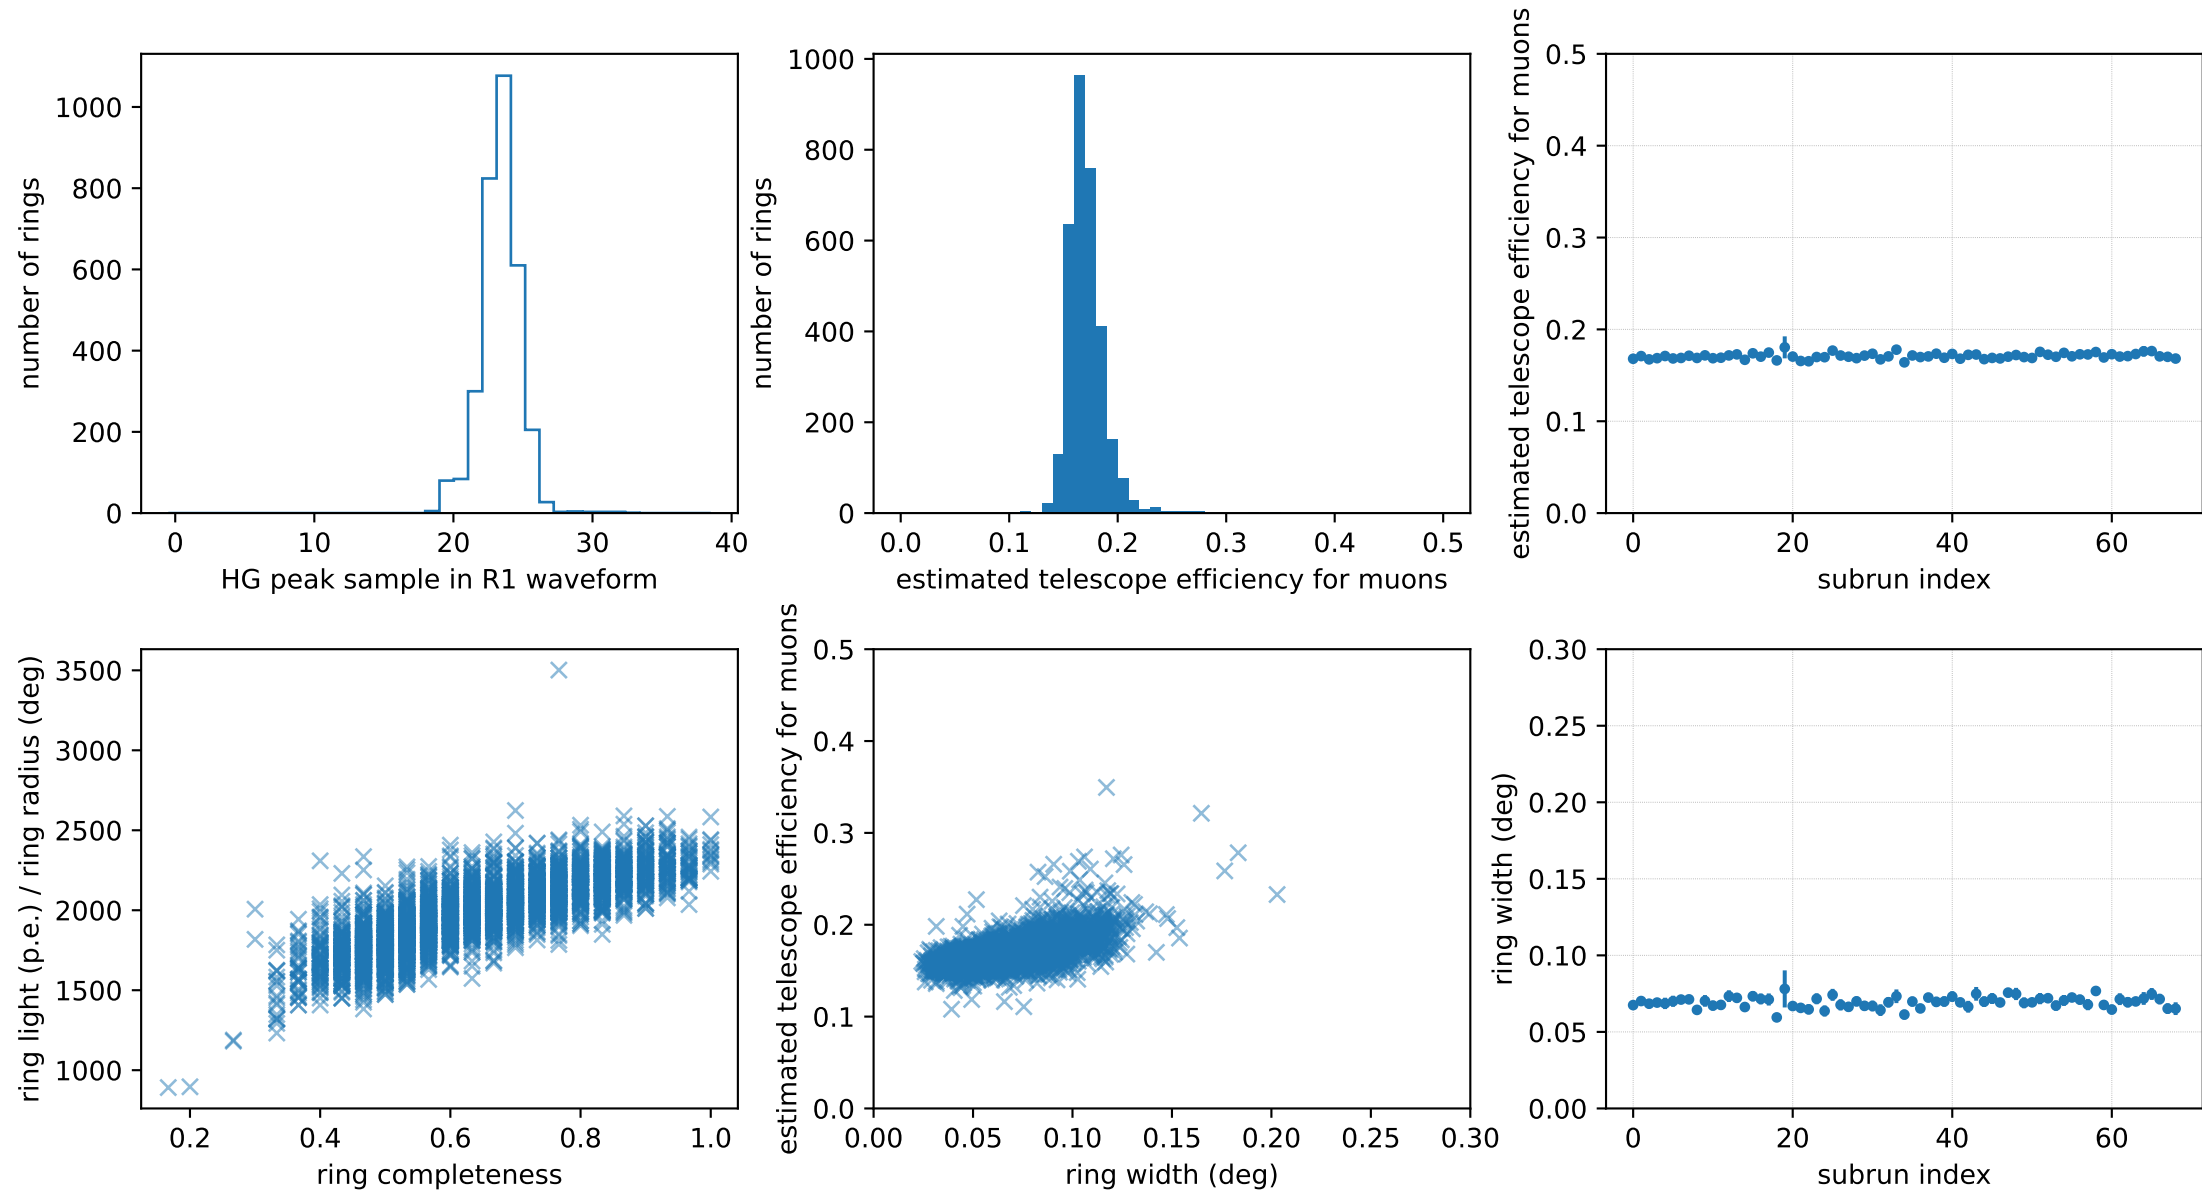 number of rings
1000
800
600
400
200
0
0 10 20 30 40
HG peak sample in R1 waveform
number of rings
1000
800
600
400
200
0
0.0 0.1 0.2 0.3 0.4 0.5
estimated telescope efficiency for muons
estimated telescope efficiency for muons
0.5
0.4
0.3
0.2
0.1
0.0
0 20 40 60
subrun index
ring light (p.e.) / ring radius (deg)
3500
3000
2500
2000
1500
1000
0.2 0.4 0.6 0.8 1.0
ring completeness
estimated telescope efficiency for muons
0.5
0.4
0.3
0.2
0.1
0.0
0.00 0.05 0.10 0.15 0.20 0.25 0.30
ring width (deg)
ring width (deg)
0.30
0.25
0.20
0.15
0.10
0.05
0.00
0 20 40 60
subrun index